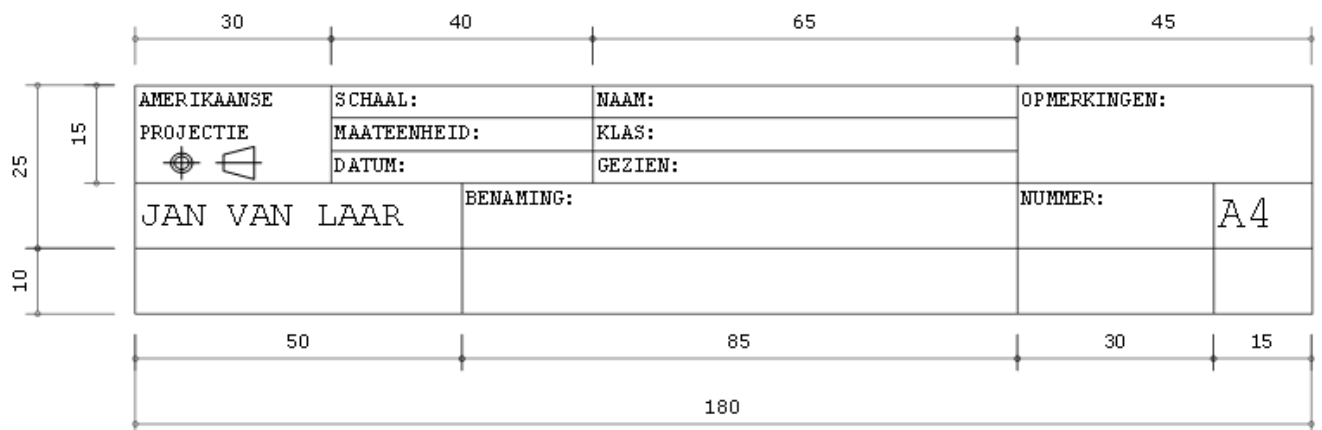 30 40 65 45
AMERIKAANSE SCHAAL: NAAM: OPMERKINGEN:
15
PROJECTIE MAATEENHEID: KLAS:
25
DATUM: GEZIEN:
JAN VAN LAAR BENAMING: NUMMER: A4
10
50 85 30 15
180